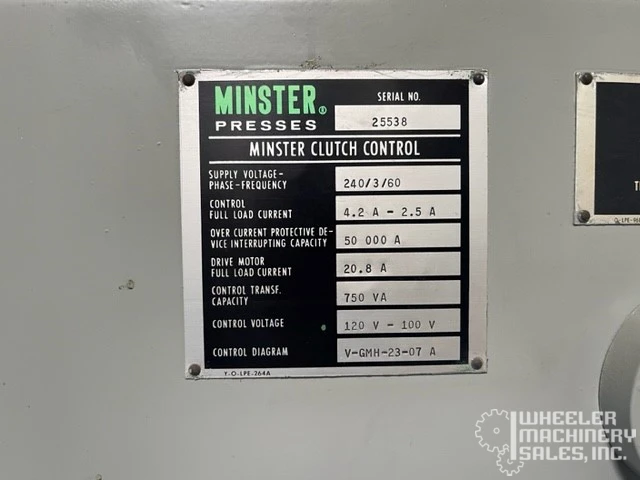 MINSTER®
PRESSES
SERIAL NO.
25538
MINSTER CLUTCH CONTROL
SUPPLY VOLTAGE-
PHASE-FREQUENCY
240/3/60
CONTROL
FULL LOAD CURRENT
4.2 A - 2.5 A
OVER CURRENT PROTECTIVE DE-
VICE INTERRUPTING CAPACITY
50 000 A
DRIVE MOTOR
FULL LOAD CURRENT
20.8 A
CONTROL TRANSF.
CAPACITY
750 VA
CONTROL VOLTAGE
120 V - 100 V
CONTROL DIAGRAM
V-GMH-23-07 A
Y-O-LPE-264A
WHEELER
MACHINERY
SALES, INC.